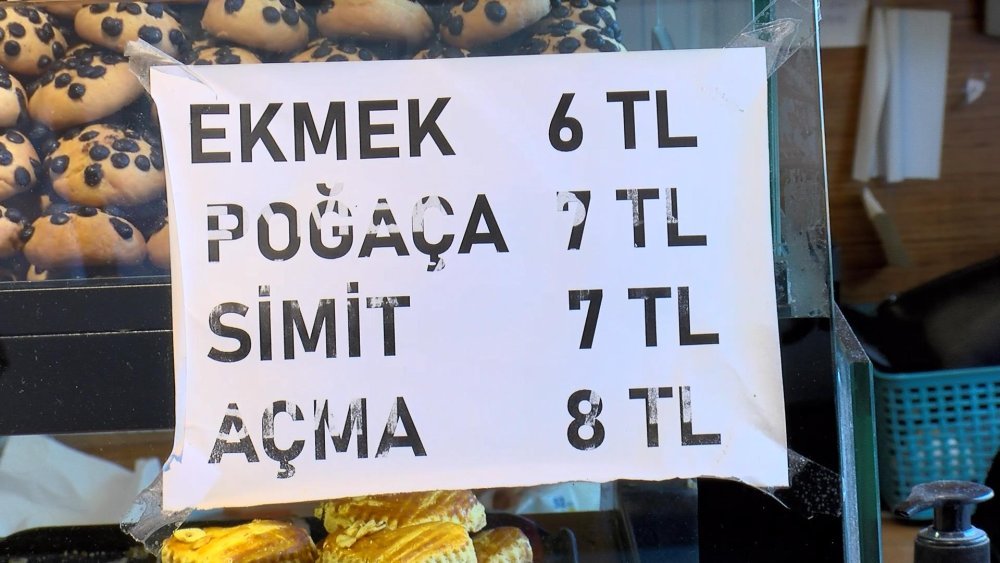 EKMEK 6 TL
POĞAÇA 7 TL
SİMİT 7 TL
AÇMA 8 TL